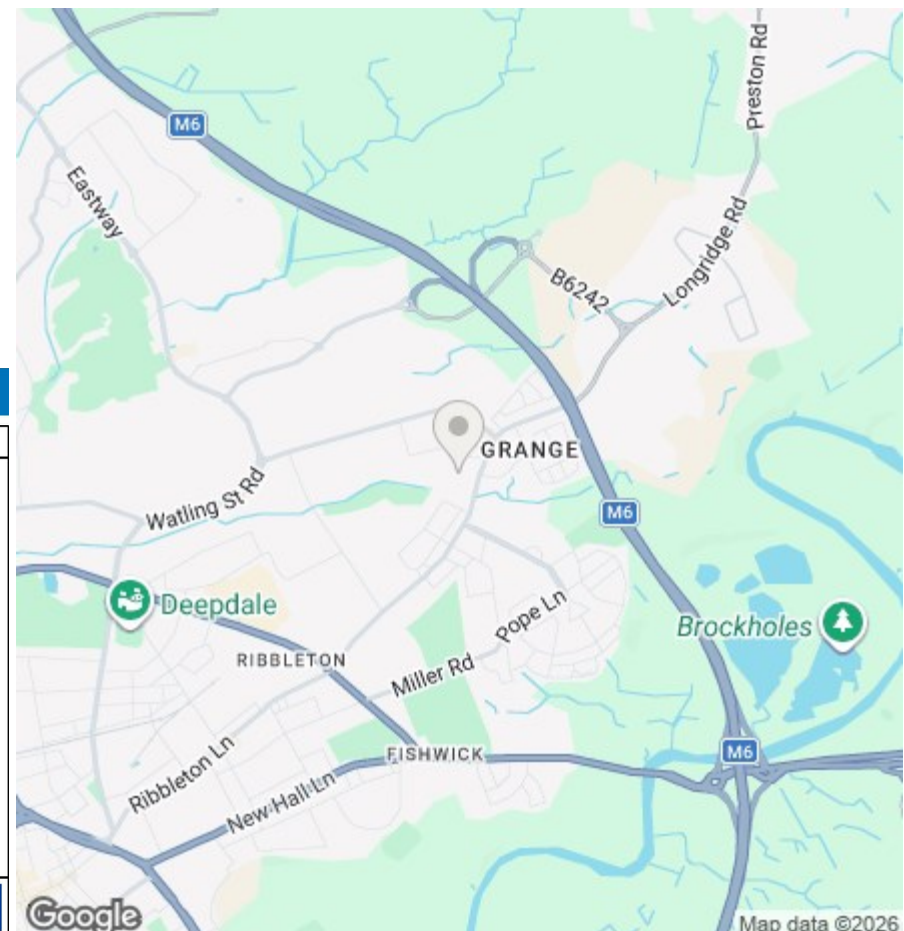 Preston Rd
M6
Eastway
Longridge Rd
B6242
GRANGE
Watling St Rd
M6
Deepdale
Pope Ln
Brockholes
RIBBLETON
Miller Rd
M6
FISHWICK
Ribbleton Ln
New Hall Ln
Google
Map data ©2026